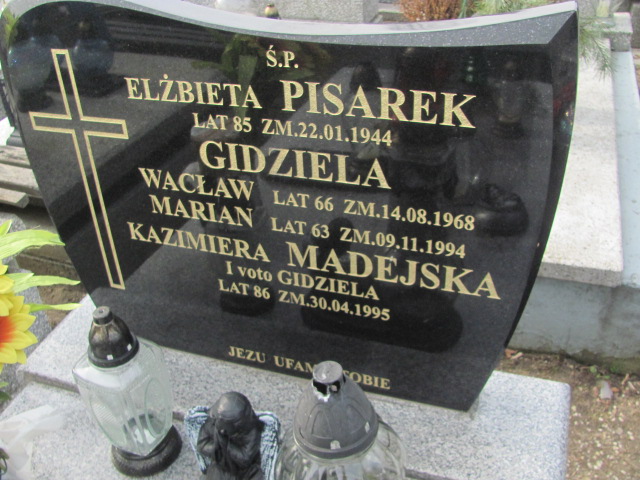 Ś.P.
ELŻBIETA PISAREK
LAT 85 ZM.22.01.1944
GIDZIELA
WACŁAW LAT 66 ZM.14.08.1968
MARIAN LAT 63 ZM.09.11.1994
KAZIMIERA MADEJSKA
I voto GIDZIELA
LAT 86 ZM.30.04.1995
JEZU UFAM TOBIE